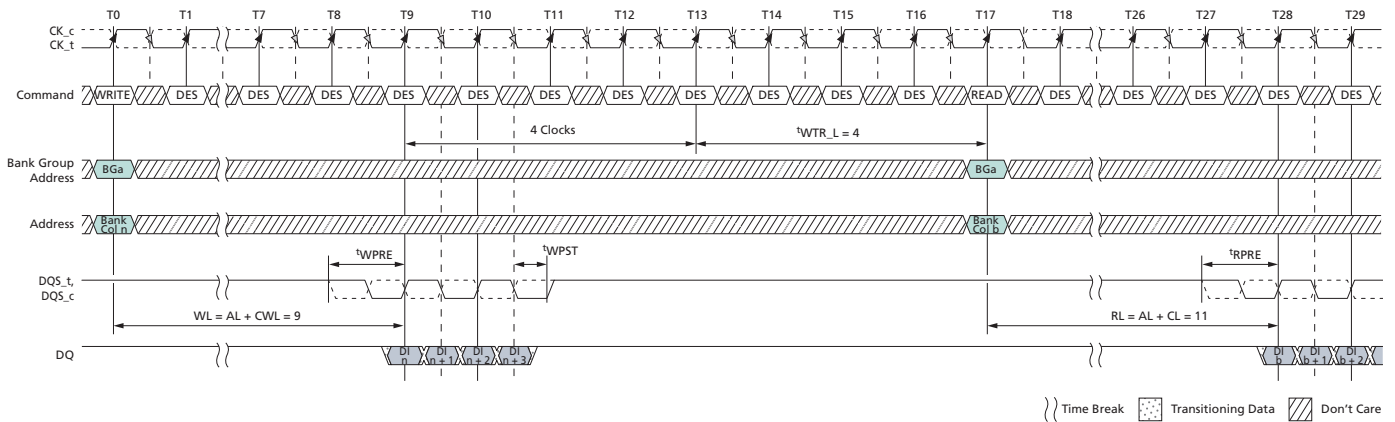 T0 T1 T7 T8 T9 T10 T11 T12 T13 T14 T15 T16 T17 T18 T26 T27 T28 T29
CK_c
CK_t
Command WRITE DES DES DES DES DES DES DES DES DES DES DES READ DES DES DES DES DES
4 Clocks tWTR_L = 4
Bank Group
Address
BGa BGa
Address
Bank
Col n
Bank
Col b
tWPRE tWPST tRPRE
DQS_t,
DQS_c
WL = AL + CWL = 9 RL = AL + CL = 11
DQ
DI
n
DI
n + 1
DI
n + 2
DI
n + 3
DI
b
DI
b + 1
DI
b + 2
Time Break Transitioning Data Don't Care